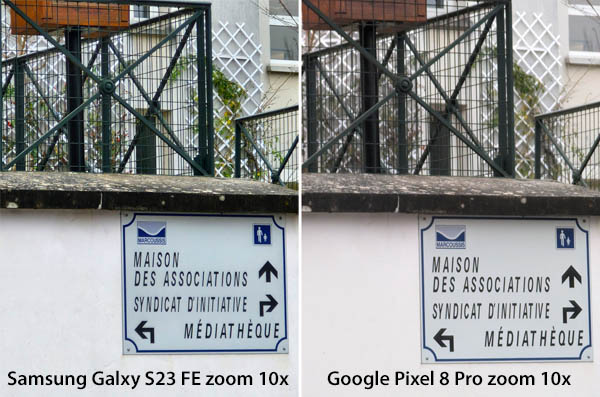 MARCOUSSIS
MAISON
DES ASSOCIATIONS
SYNDICAT D'INITIATIVE
MÉDIATHÈQUE
Samsung Galxy S23 FE zoom 10x
MARCOUSSIS
MAISON
DES ASSOCIATIONS
SYNDICAT D'INITIATIVE
MÉDIATHÈQUE
Google Pixel 8 Pro zoom 10x